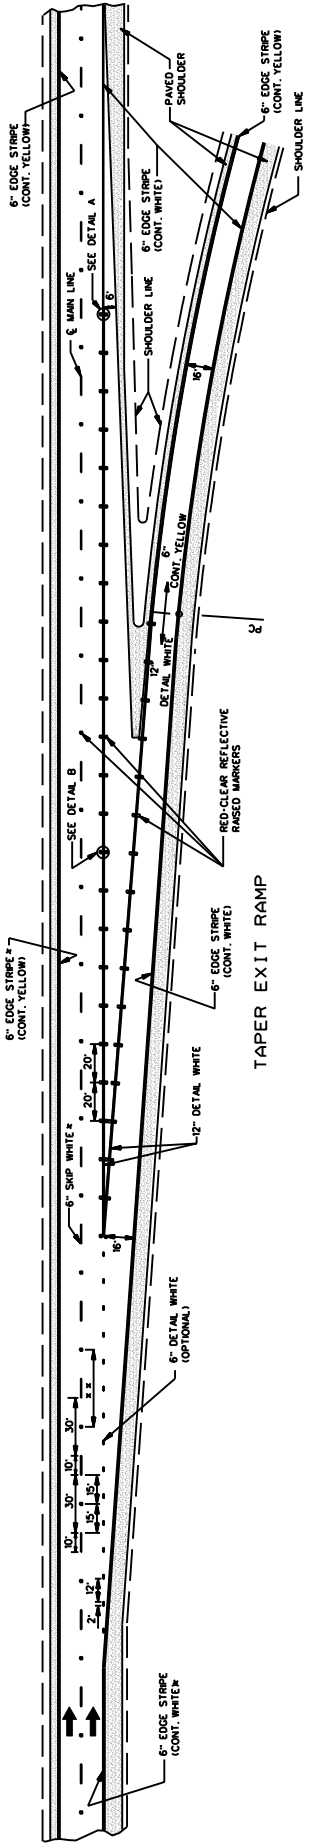 6" EDGE STRIPE
(CONT. YELLOW)
℄ MAIN LINE
SEE DETAIL A
6'
6" EDGE STRIPE
(CONT. WHITE)
SHOULDER LINE
PAVED
SHOULDER
6" EDGE STRIPE
(CONT. YELLOW)
SHOULDER LINE
16'
6"
CONT. YELLOW
12"
DETAIL WHITE
PC
SEE DETAIL B
RED-CLEAR REFLECTIVE
RAISED MARKERS
6" EDGE STRIPE*
(CONT. YELLOW)
6" EDGE STRIPE
(CONT. WHITE)
TAPER EXIT RAMP
20'
20'
6" SKIP WHITE*
12" DETAIL WHITE
16'
6" DETAIL WHITE
(OPTIONAL)
**
30'
10'
30'
10'
15'
15'
12'
2'
6" EDGE STRIPE
(CONT. WHITE)*